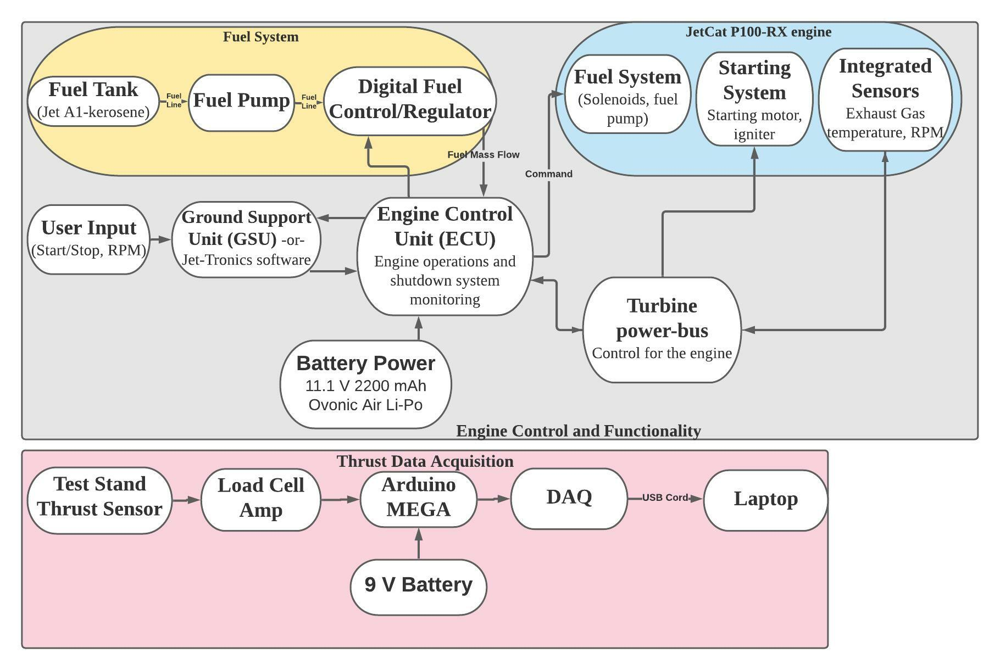 Fuel System
Fuel Tank
(Jet A1-kerosene)
Fuel
Line
Fuel Pump
Fuel
Line
Digital Fuel
Control/Regulator
Fuel Mass Flow
JetCat P100-RX engine
Fuel System
(Solenoids, fuel
pump)
Starting
System
Starting motor,
igniter
Integrated
Sensors
Exhaust Gas
temperature, RPM
Command
User Input
(Start/Stop, RPM)
Ground Support
Unit (GSU) -or-
Jet-Tronics software
Engine Control
Unit (ECU)
Engine operations and
shutdown system
monitoring
Turbine
power-bus
Control for the engine
Battery Power
11.1 V 2200 mAh
Ovonic Air Li-Po
Engine Control and Functionality
Thrust Data Acquisition
Test Stand
Thrust Sensor
Load Cell
Amp
Arduino
MEGA
DAQ
USB Cord
Laptop
9 V Battery